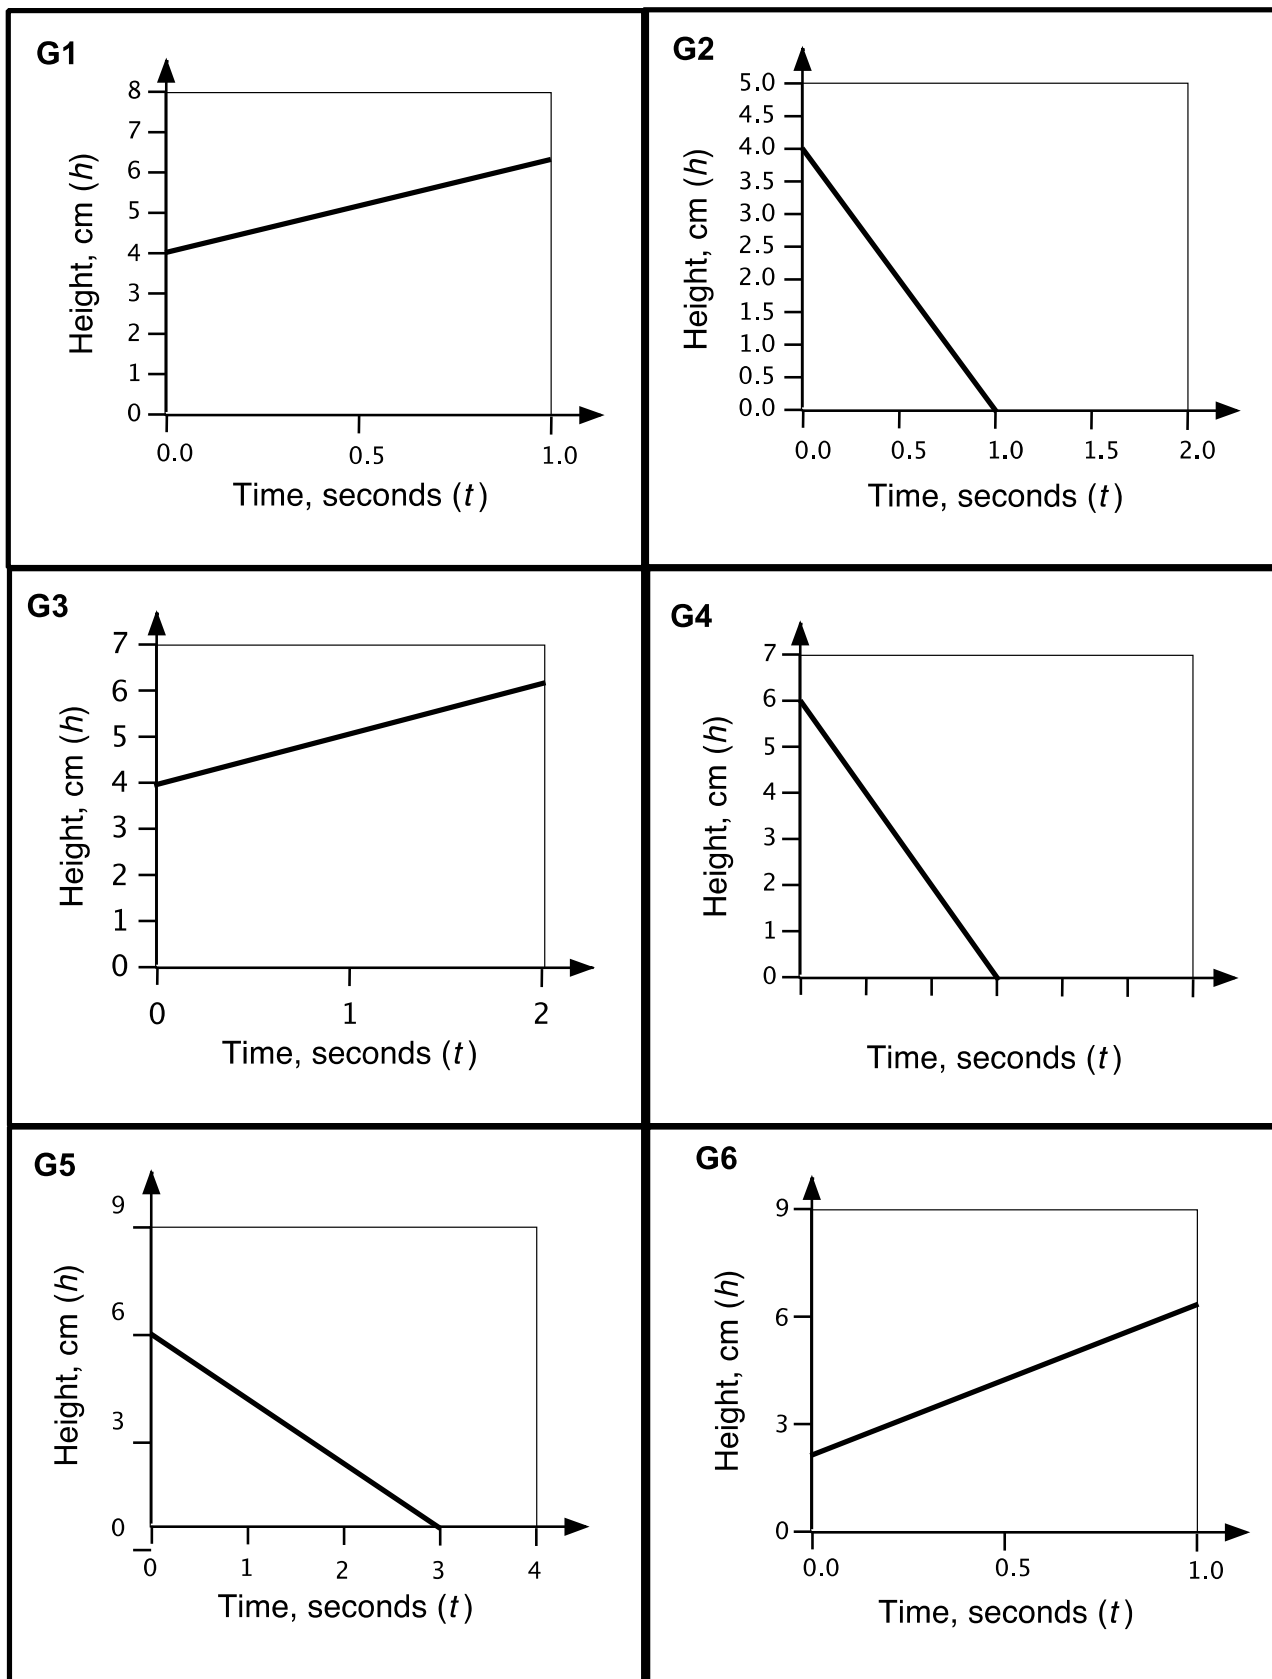 G1
8
7
6
5
4
3
2
1
0
Height, cm (h)
0.0 0.5 1.0
Time, seconds (t)
G2
5.0
4.5
4.0
3.5
3.0
2.5
2.0
1.5
1.0
0.5
0.0
Height, cm (h)
0.0 0.5 1.0 1.5 2.0
Time, seconds (t)
G3
7
6
5
4
3
2
1
0
Height, cm (h)
0 1 2
Time, seconds (t)
G4
7
6
5
4
3
2
1
0
Height, cm (h)
Time, seconds (t)
G5
9
6
3
0
Height, cm (h)
0 1 2 3 4
Time, seconds (t)
G6
9
6
3
0
Height, cm (h)
0.0 0.5 1.0
Time, seconds (t)